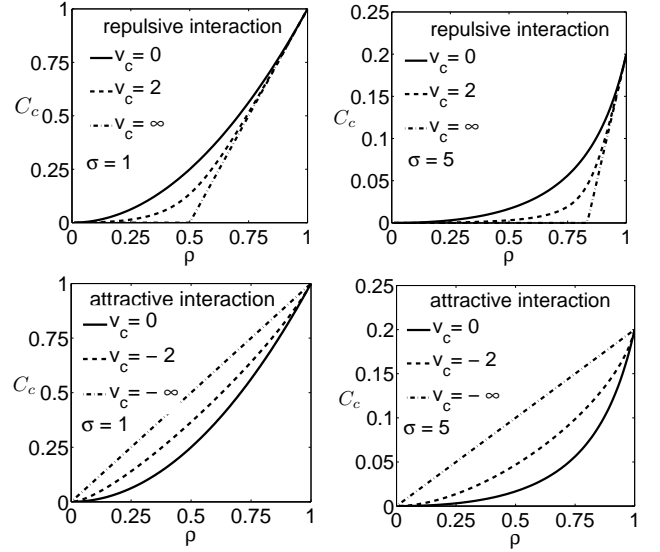 repulsive interaction
v_c = 0
v_c = 2
v_c = ∞
σ = 1
C_c
1
0.75
0.5
0.25
0
0 0.25 0.5 0.75 1
ρ
repulsive interaction
v_c = 0
v_c = 2
v_c = ∞
σ = 5
C_c
0.25
0.20
0.15
0.1
0.05
0
0 0.25 0.5 0.75 1
ρ
attractive interaction
v_c = 0
v_c = − 2
v_c = − ∞
σ = 1
C_c
1
0.75
0.5
0.25
0
0 0.25 0.5 0.75 1
ρ
attractive interaction
v_c = 0
v_c = − 2
v_c = − ∞
σ = 5
C_c
0.25
0.2
0.15
0.1
0.05
0
0 0.25 0.5 0.75 1
ρ